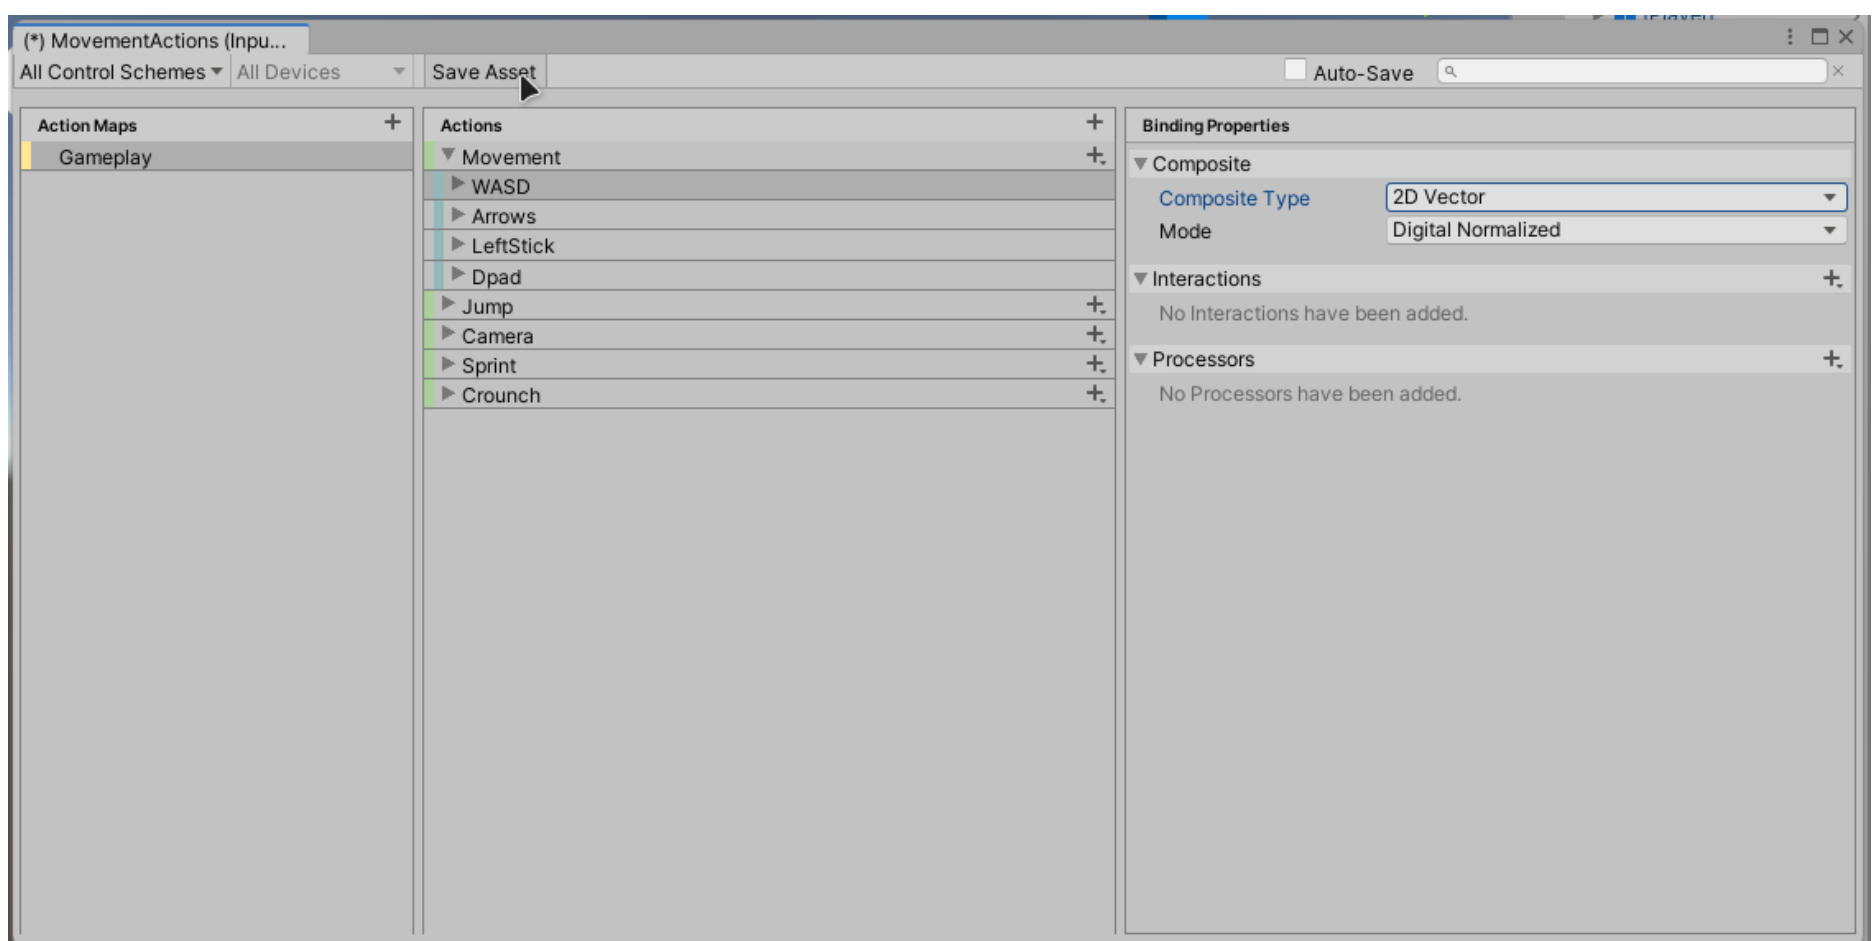 (*) MovementActions (Inpu...
All Control Schemes All Devices Save Asset Auto-Save
Action Maps
Gameplay
Actions
Movement
WASD
Arrows
LeftStick
Dpad
Jump
Camera
Sprint
Crounch
Binding Properties
Composite
Composite Type 2D Vector
Mode Digital Normalized
Interactions
No Interactions have been added.
Processors
No Processors have been added.